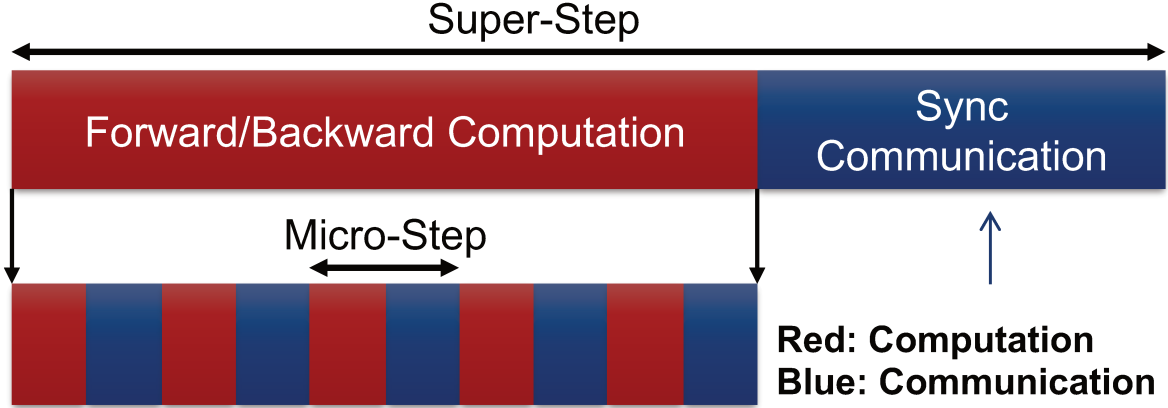 Super-Step
Forward/Backward Computation
Sync
Communication
Micro-Step
Red: Computation
Blue: Communication